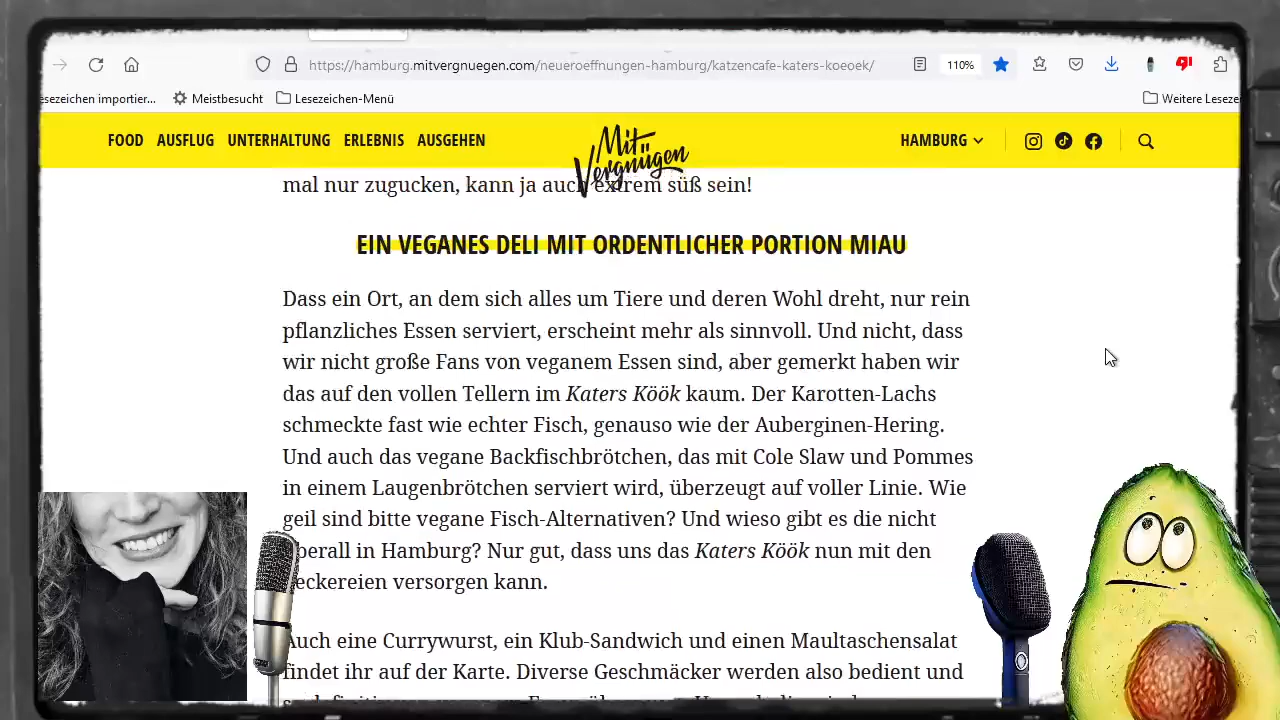 https://hamburg.mitvergnuegen.com/neueroeffnungen-hamburg/katzencafe-katers-koeoek/
110%
esezeichen importier...
Meistbesucht
Lesezeichen-Menü
Weitere Leseze
FOOD AUSFLUG UNTERHALTUNG ERLEBNIS AUSGEHEN
Mit Vergnügen
HAMBURG
mal nur zugucken, kann ja auch extrem süß sein!
EIN VEGANES DELI MIT ORDENTLICHER PORTION MIAU
Dass ein Ort, an dem sich alles um Tiere und deren Wohl dreht, nur rein
pflanzliches Essen serviert, erscheint mehr als sinnvoll. Und nicht, dass
wir nicht große Fans von veganem Essen sind, aber gemerkt haben wir
das auf den vollen Tellern im Katers Köök kaum. Der Karotten-Lachs
schmeckte fast wie echter Fisch, genauso wie der Auberginen-Hering.
Und auch das vegane Backfischbrötchen, das mit Cole Slaw und Pommes
in einem Laugenbrötchen serviert wird, überzeugt auf voller Linie. Wie
geil sind bitte vegane Fisch-Alternativen? Und wieso gibt es die nicht
überall in Hamburg? Nur gut, dass uns das Katers Köök nun mit den
Leckereien versorgen kann.
Auch eine Currywurst, ein Klub-Sandwich und einen Maultaschensalat
findet ihr auf der Karte. Diverse Geschmäcker werden also bedient und